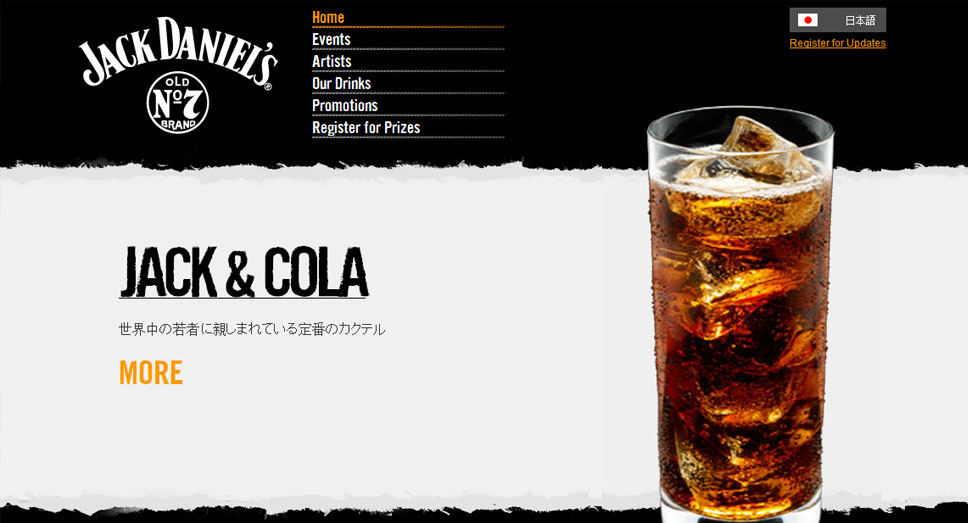 JACK DANIEL'S®
OLD
Nº7
BRAND
Home
Events
Artists
Our Drinks
Promotions
Register for Prizes
日本語
Register for Updates
JACK & COLA
世界中の若者に親しまれている定番のカクテル
MORE